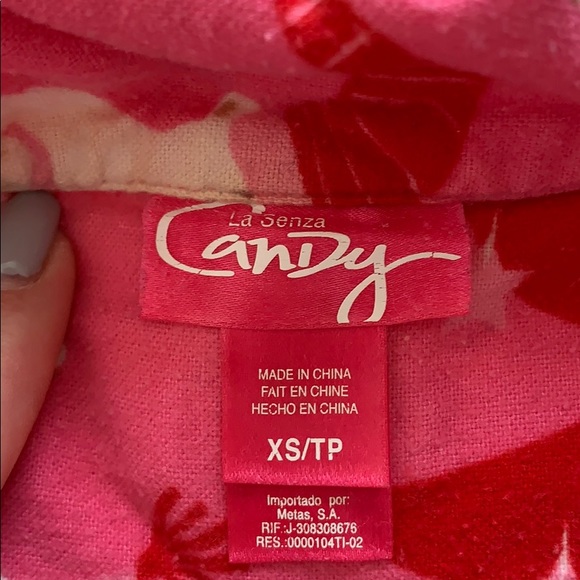 La Senza
Candy
MADE IN CHINA
FAIT EN CHINE
HECHO EN CHINA
XS/TP
Importado por:
Metas, S.A.
RIF:J-308308676
RES.:0000104TI-02